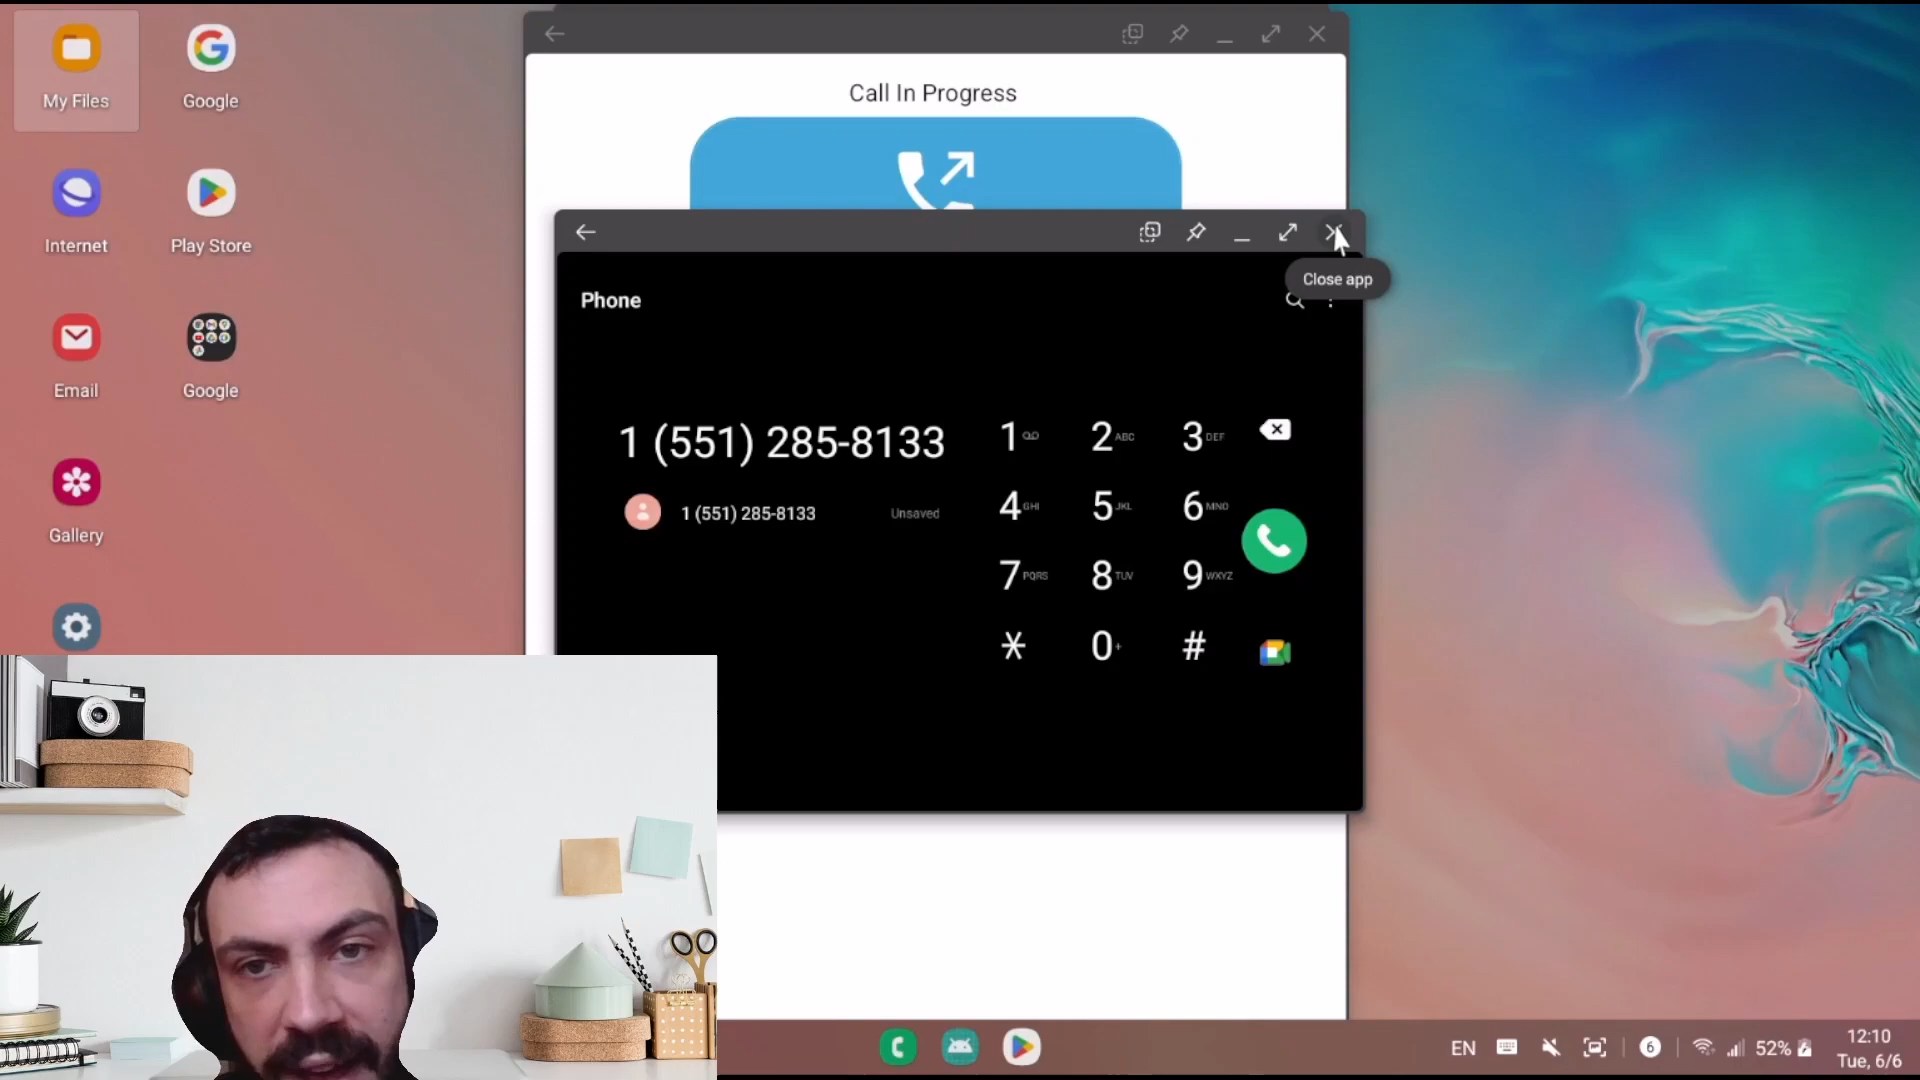 My Files
Google
Internet
Play Store
Email
Google
Gallery
Call In Progress
Close app
Phone
1 (551) 285-8133
1 (551) 285-8133 Unsaved
1
2 ABC
3 DEF
4 GHI
5 JKL
6 MNO
7 PQRS
8 TUV
9 WXYZ
*
0 +
#
EN
6
52%
12:10
Tue, 6/6